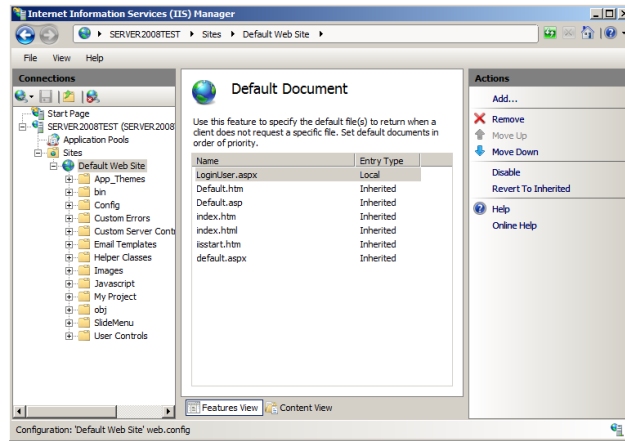 Internet Information Services (IIS) Manager
SERVER2008TEST Sites Default Web Site
File View Help
Connections
Start Page
SERVER2008TEST (SERVER2008
Application Pools
Sites
Default Web Site
App_Themes
bin
Config
Custom Errors
Custom Server Contr
Email Templates
Helper Classes
Images
Javascript
My Project
obj
SlideMenu
User Controls
Default Document
Use this feature to specify the default file(s) to return when a
client does not request a specific file. Set default documents in
order of priority.
Name Entry Type
LoginUser.aspx Local
Default.htm Inherited
Default.asp Inherited
index.htm Inherited
index.html Inherited
iisstart.htm Inherited
default.aspx Inherited
Features View Content View
Actions
Add...
Remove
Move Up
Move Down
Disable
Revert To Inherited
Help
Online Help
Configuration: 'Default Web Site' web.config